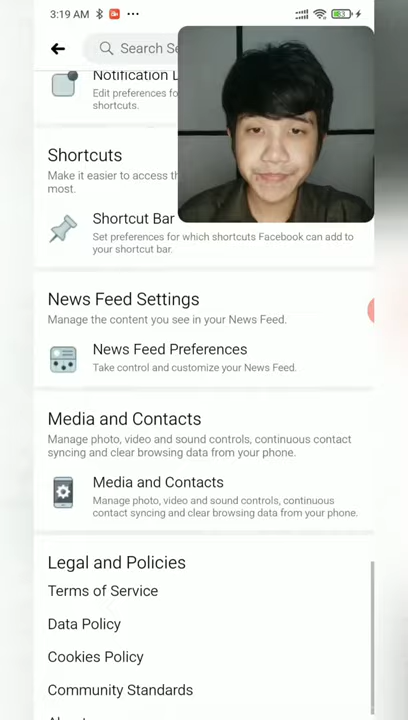 3:19 AM
Search Se
Notification L
Edit preferences fo
shortcuts.
Shortcuts
Make it easier to access th
most.
Shortcut Bar
Set preferences for which shortcuts Facebook can add to
your shortcut bar.
News Feed Settings
Manage the content you see in your News Feed.
News Feed Preferences
Take control and customize your News Feed.
Media and Contacts
Manage photo, video and sound controls, continuous contact
syncing and clear browsing data from your phone.
Media and Contacts
Manage photo, video and sound controls, continuous
contact syncing and clear browsing data from your phone.
Legal and Policies
Terms of Service
Data Policy
Cookies Policy
Community Standards